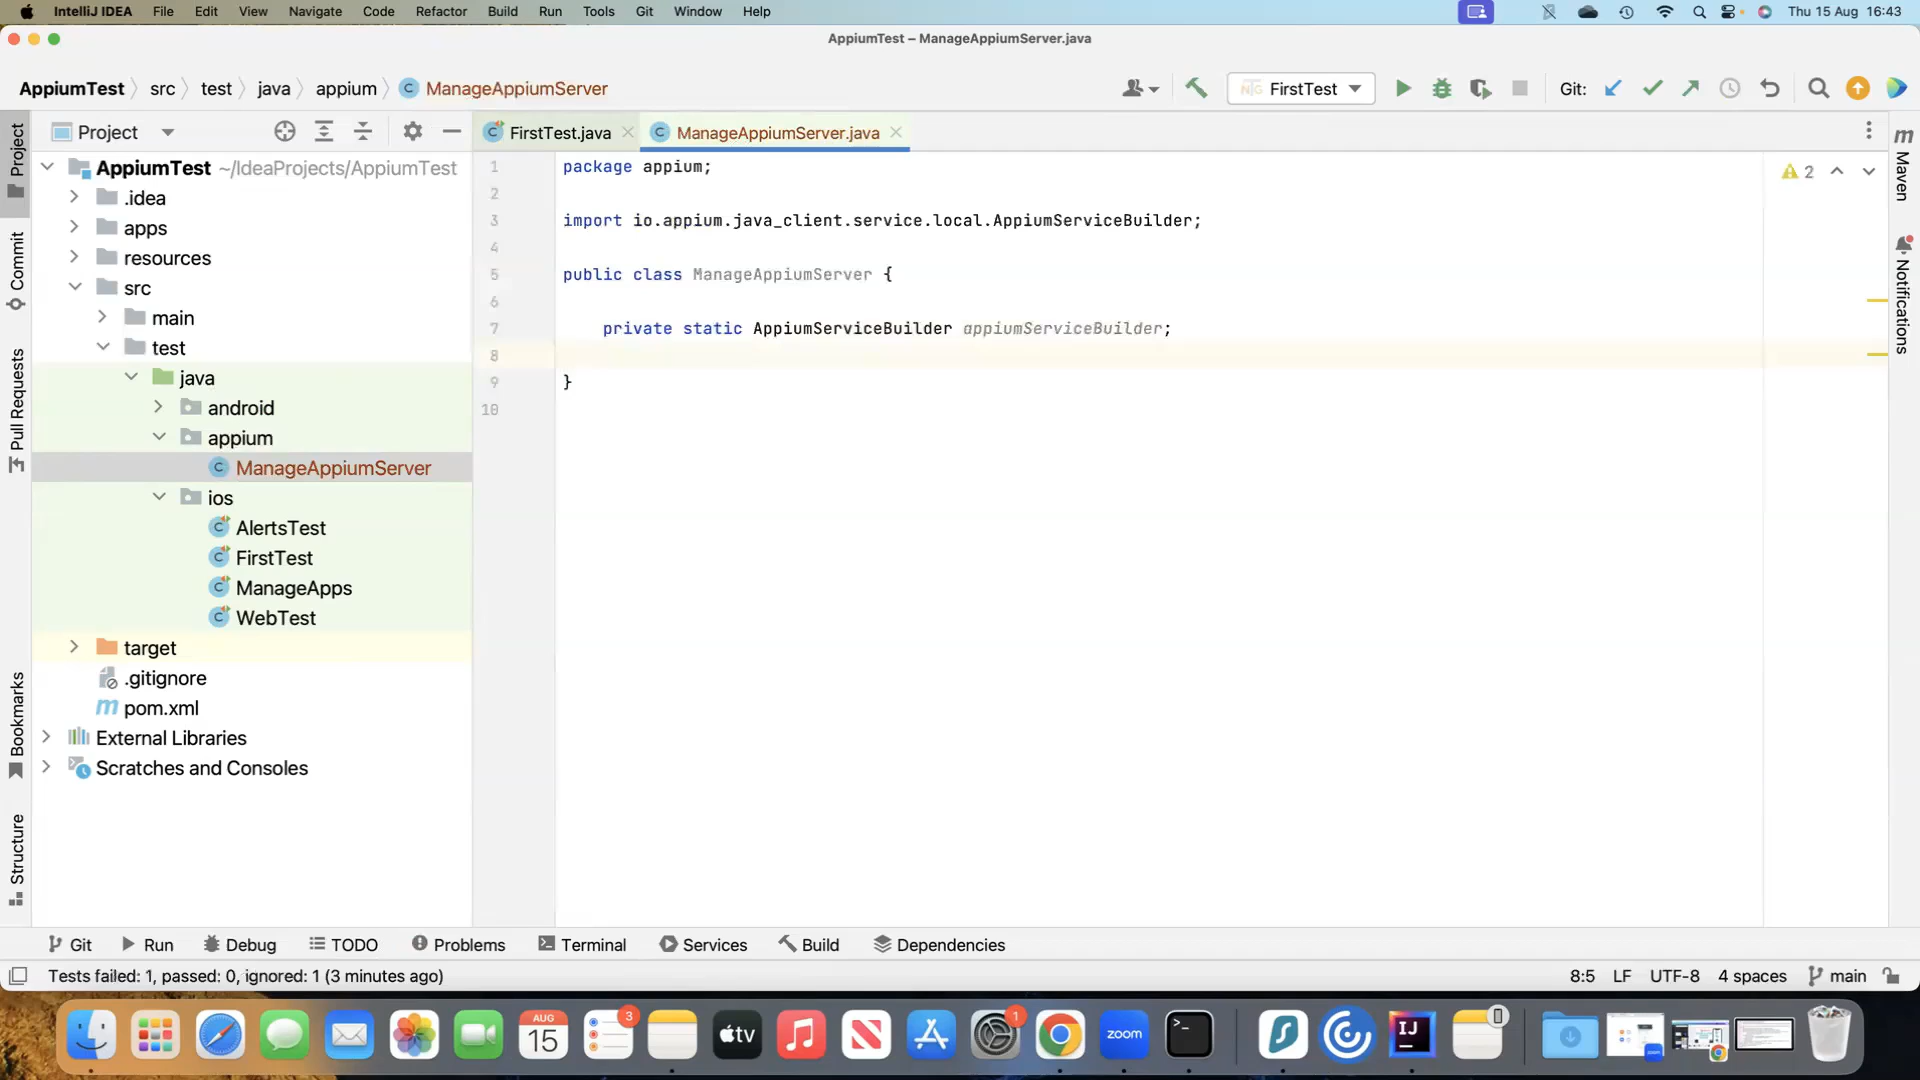 IntelliJ IDEA File Edit View Navigate Code Refactor Build Run Tools Git Window Help Thu 15 Aug 16:43
AppiumTest – ManageAppiumServer.java
AppiumTest src test java appium C ManageAppiumServer NG FirstTest Git:
Project
FirstTest.java ManageAppiumServer.java
AppiumTest ~/IdeaProjects/AppiumTest
.idea
apps
resources
src
main
test
java
android
appium
ManageAppiumServer
ios
AlertsTest
FirstTest
ManageApps
WebTest
target
.gitignore
pom.xml
External Libraries
Scratches and Consoles
Project
Commit
Pull Requests
Bookmarks
Structure
1 package appium;
2
3 import io.appium.java_client.service.local.AppiumServiceBuilder;
4
5 public class ManageAppiumServer {
6
7 private static AppiumServiceBuilder appiumServiceBuilder;
8
9 }
10
2
m Maven
Notifications
Git Run Debug TODO Problems Terminal Services Build Dependencies
Tests failed: 1, passed: 0, ignored: 1 (3 minutes ago) 8:5 LF UTF-8 4 spaces main
AUG
15
3
tv
1
zoom
>_
IJ